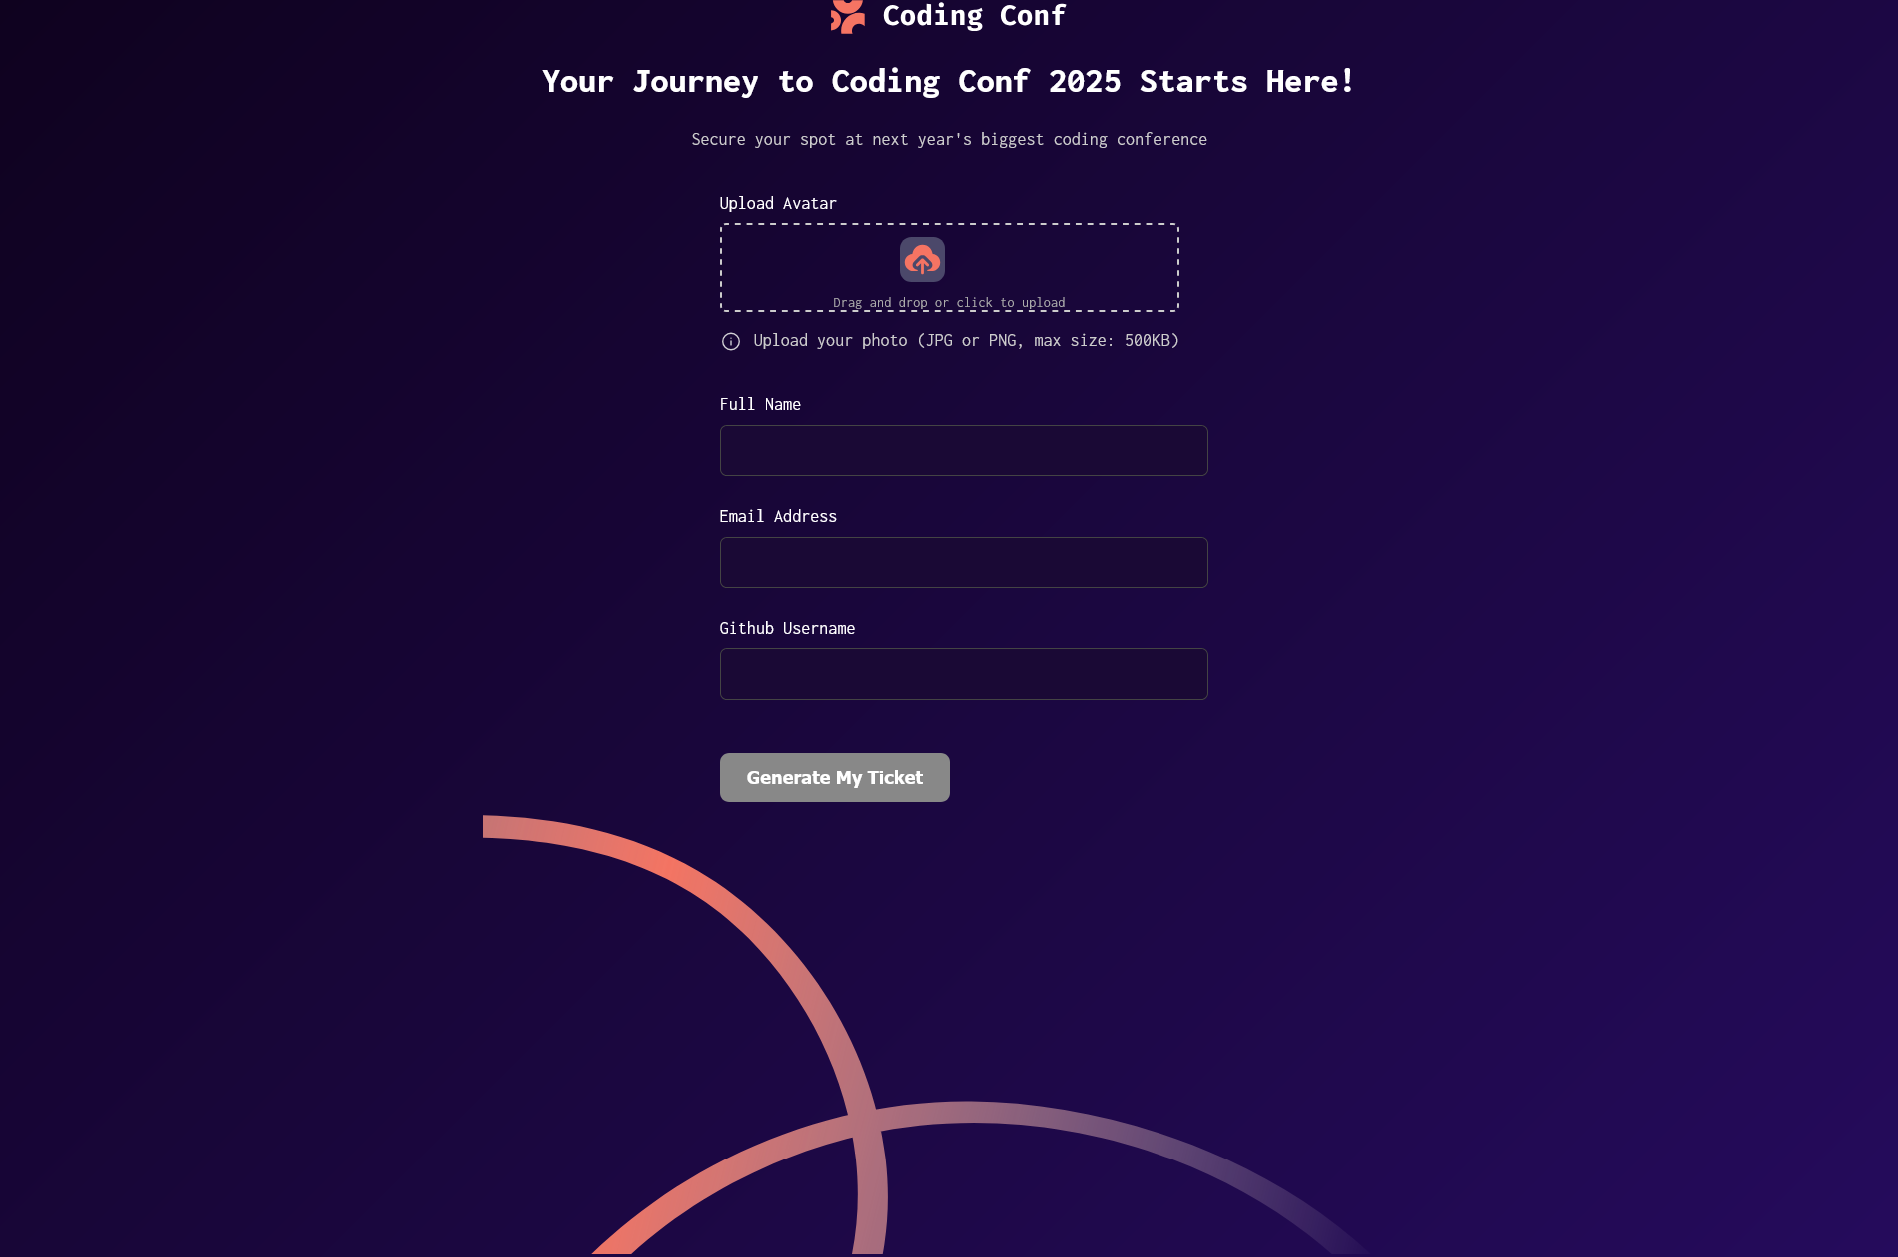 Coding Conf
Your Journey to Coding Conf 2025 Starts Here!
Secure your spot at next year's biggest coding conference
Upload Avatar
Drag and drop or click to upload
Upload your photo (JPG or PNG, max size: 500KB)
Full Name
Email Address
Github Username
Generate My Ticket